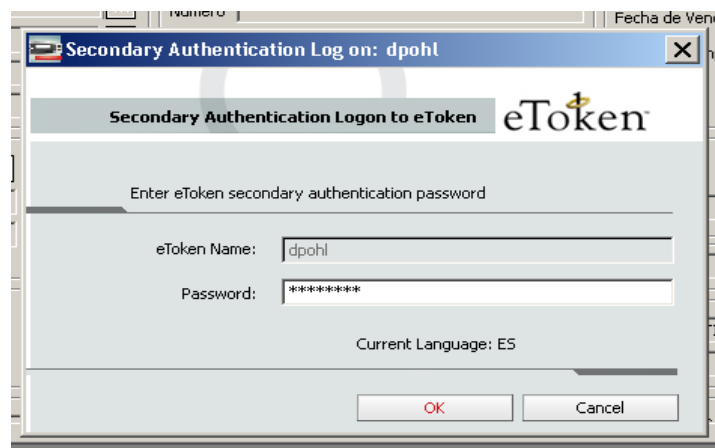 Numero
Fecha de Ven
Secondary Authentication Log on: dpohl
Secondary Authentication Logon to eToken
eToken
Enter eToken secondary authentication password
eToken Name: dpohl
Password: ********
Current Language: ES
OK Cancel